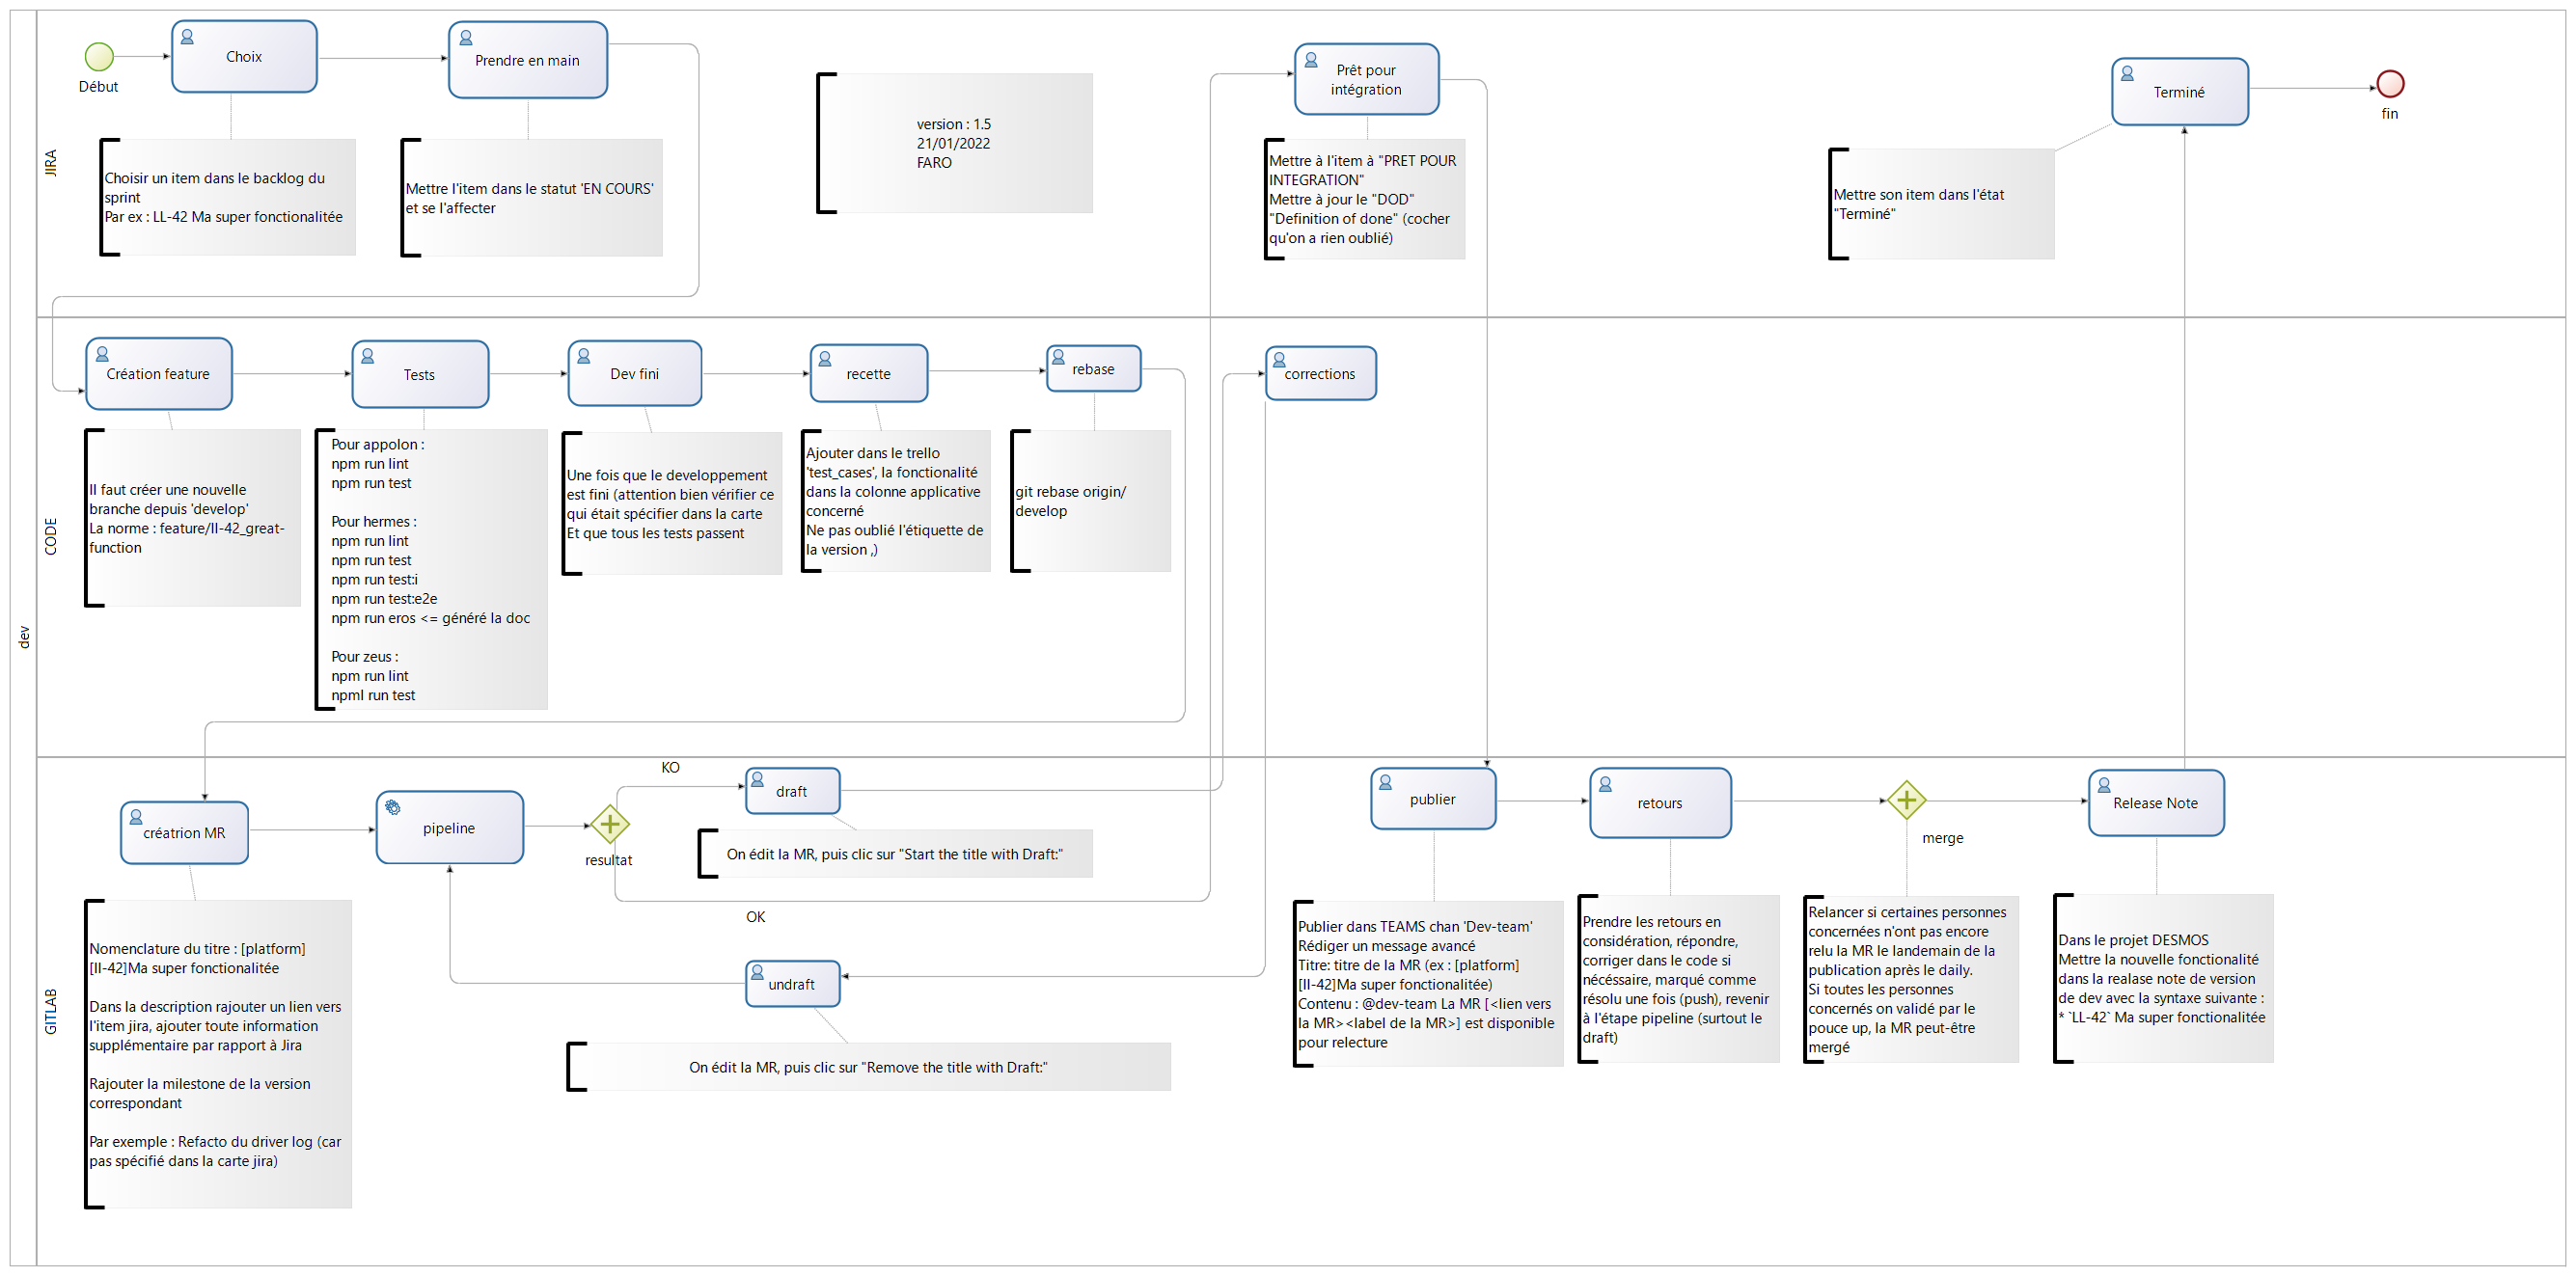 dev
JIRA
Début
Choix
Prendre en main
Choisir un item dans le backlog du
sprint
Par ex : LL-42 Ma super fonctionalitée
Mettre l'item dans le statut 'EN COURS'
et se l'affecter
version : 1.5
21/01/2022
FARO
Prêt pour
intégration
Mettre à l'item à "PRET POUR
INTEGRATION"
Mettre à jour le "DOD"
"Definition of done" (cocher
qu'on a rien oublié)
Terminé
fin
Mettre son item dans l'état
"Terminé"
CODE
Création feature
Tests
Dev fini
recette
rebase
corrections
Il faut créer une nouvelle
branche depuis 'develop'
La norme : feature/II-42_great-
function
Pour appolon :
npm run lint
npm run test
Pour hermes :
npm run lint
npm run test
npm run test:i
npm run test:e2e
npm run eros <= généré la doc
Pour zeus :
npm run lint
npml run test
Une fois que le developpement
est fini (attention bien vérifier ce
qui était spécifier dans la carte
Et que tous les tests passent
Ajouter dans le trello
'test_cases', la fonctionalité
dans la colonne applicative
concerné
Ne pas oublié l'étiquette de
la version ,)
git rebase origin/
develop
GITLAB
créatrion MR
pipeline
resultat
KO
OK
draft
On édit la MR, puis clic sur "Start the title with Draft:"
undraft
On édit la MR, puis clic sur "Remove the title with Draft:"
Nomenclature du titre : [platform]
[II-42]Ma super fonctionalitée
Dans la description rajouter un lien vers
l'item jira, ajouter toute information
supplémentaire par rapport à Jira
Rajouter la milestone de la version
correspondant
Par exemple : Refacto du driver log (car
pas spécifié dans la carte jira)
publier
retours
merge
Release Note
Publier dans TEAMS chan 'Dev-team'
Rédiger un message avancé
Titre: titre de la MR (ex : [platform]
[II-42]Ma super fonctionalitée)
Contenu : @dev-team La MR [<lien vers
la MR><label de la MR>] est disponible
pour relecture
Prendre les retours en
considération, répondre,
corriger dans le code si
nécéssaire, marqué comme
résolu une fois (push), revenir
à l'étape pipeline (surtout le
draft)
Relancer si certaines personnes
concernées n'ont pas encore
relu la MR le landemain de la
publication après le daily.
Si toutes les personnes
concernés on validé par le
pouce up, la MR peut-être
mergé
Dans le projet DESMOS
Mettre la nouvelle fonctionalité
dans la realase note de version
de dev avec la syntaxe suivante :
* `LL-42` Ma super fonctionalitée